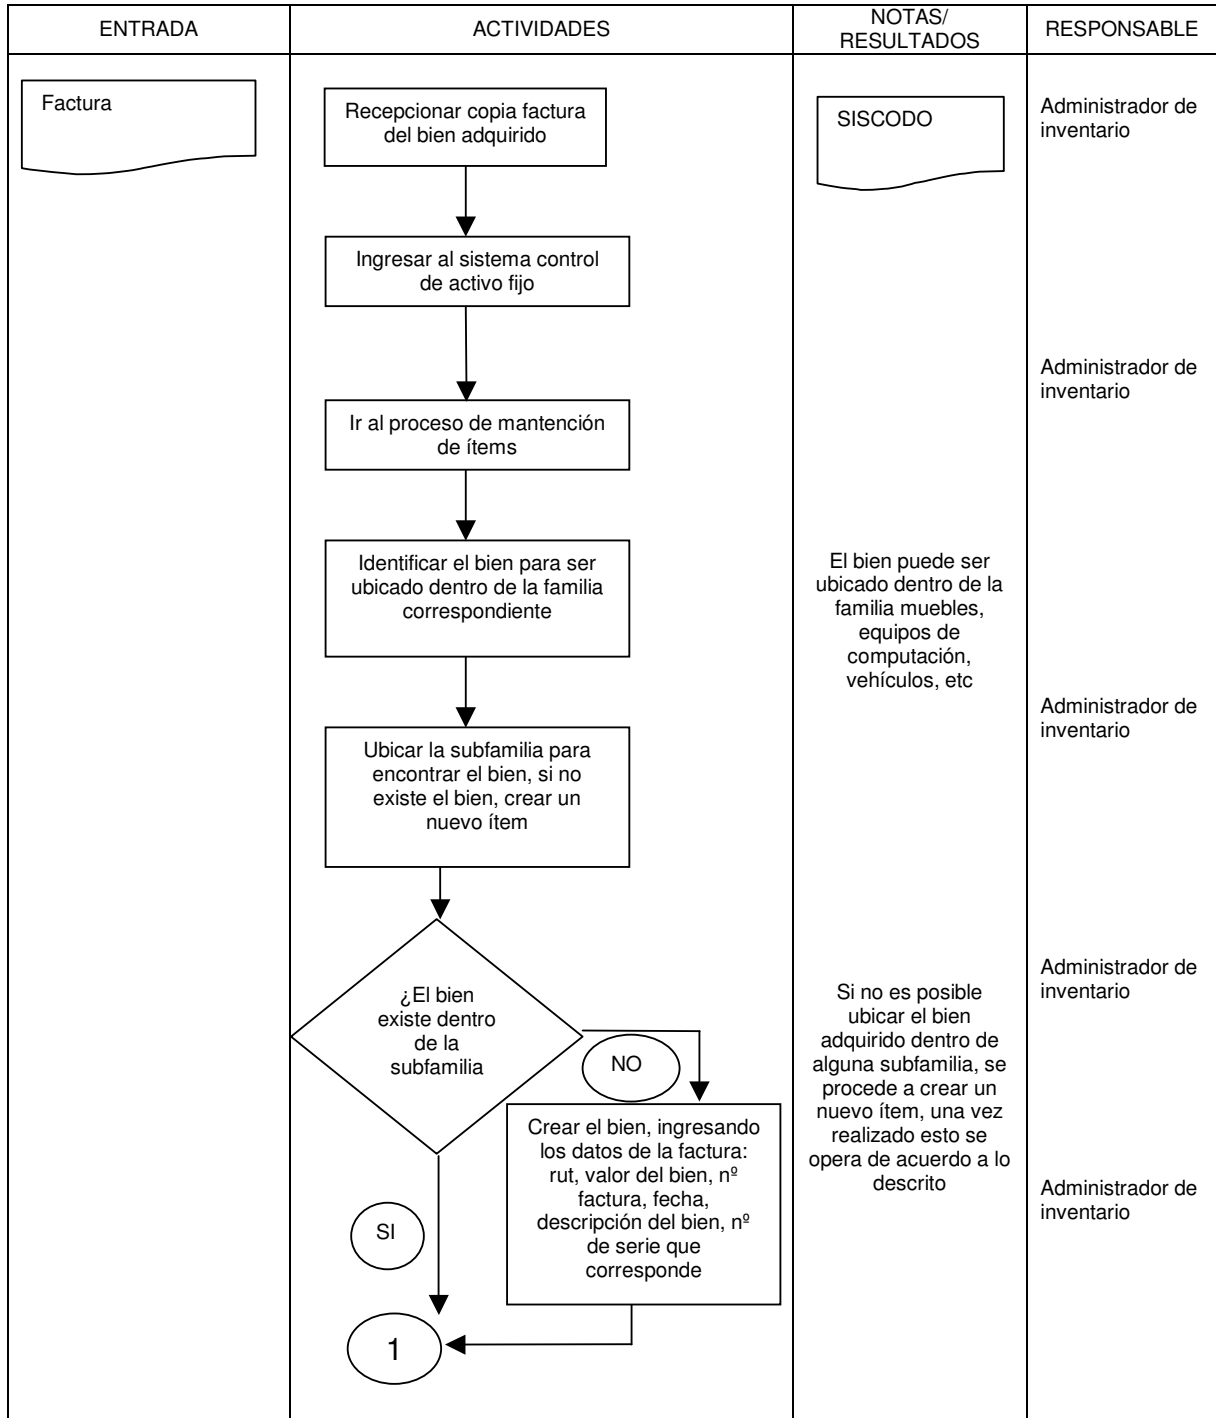 ENTRADA
ACTIVIDADES
NOTAS/
RESULTADOS
RESPONSABLE
Factura
Recepcionar copia factura
del bien adquirido
SISCODO
Administrador de
inventario
Ingresar al sistema control
de activo fijo
Administrador de
inventario
Ir al proceso de mantención
de ítems
Identificar el bien para ser
ubicado dentro de la familia
correspondiente
El bien puede ser
ubicado dentro de la
familia muebles,
equipos de
computación,
vehículos, etc
Administrador de
inventario
Ubicar la subfamilia para
encontrar el bien, si no
existe el bien, crear un
nuevo ítem
Administrador de
inventario
¿El bien
existe dentro
de la
subfamilia
NO
Si no es posible
ubicar el bien
adquirido dentro de
alguna subfamilia, se
procede a crear un
nuevo ítem, una vez
realizado esto se
opera de acuerdo a lo
descrito
Crear el bien, ingresando
los datos de la factura:
rut, valor del bien, nº
factura, fecha,
descripción del bien, nº
de serie que
corresponde
Administrador de
inventario
SI
1